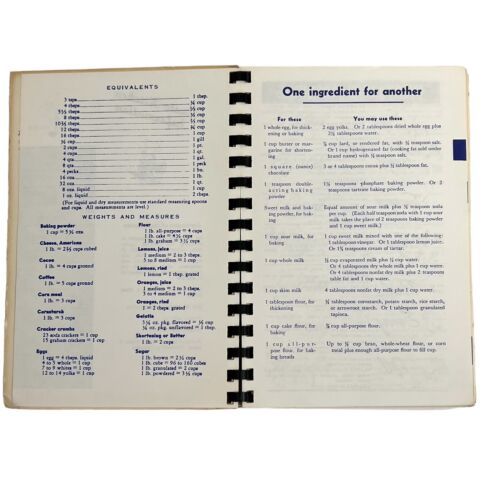 EQUIVALENTS
3 tsps. 1 tbsp.
4 tbsps. ¼ cup
5⅓ tbsps. ⅓ cup
8 tbsps. ½ cup
10⅔ tbsps. ⅔ cup
12 tbsps. ¾ cup
16 tbsps. 1 cup
½ cup 1 gill
2 cups 1 pt.
4 cups 1 qt.
4 qts. 1 gal.
8 qts. 1 peck
4 pecks 1 bu.
16 oz. 1 lb.
32 oz. 1 qt.
8 oz. liquid 1 cup
1 oz. liquid 2 tbsps.
(For liquid and dry measurements use standard measuring spoons
and cups. All measurements are level.)
WEIGHTS AND MEASURES
Baking powder
1 cup = 5½ ozs.
Cheese, American
1 lb. = 2⅔ cups cubed
Cocoa
1 lb. = 4 cups ground
Coffee
1 lb. = 5 cups ground
Corn meal
1 lb. = 3 cups
Cornstarch
1 lb. = 3 cups
Cracker crumbs
23 soda crackers = 1 cup
15 graham crackers = 1 cup
Eggs
1 egg = 4 tbsps. liquid
4 to 5 whole = 1 cup
7 to 9 whites = 1 cup
12 to 14 yolks = 1 cup
Flour
1 lb. all-purpose = 4 cups
1 lb. cake = 4½ cups
1 lb. graham = 3½ cups
Lemons, juice
1 medium = 2 to 3 tbsps.
5 to 8 medium = 1 cup
Lemons, rind
1 lemon = 1 tbsp. grated
Oranges, juice
1 medium = 2 to 3 tbsps.
3 to 4 medium = 1 cup
Oranges, rind
1 = 2 tbsps. grated
Gelatin
3¼ oz. pkg. flavored = ½ cup
¼ oz. pkg. unflavored = 1 tbsp.
Shortening or Butter
1 lb. = 2 cups
Sugar
1 lb. brown = 2½ cups
1 lb. cube = 96 to 160 cubes
1 lb. granulated = 2 cups
1 lb. powdered = 3½ cups
One ingredient for another
For these You may use these
1 whole egg, for thick-
ening or baking
2 egg yolks. Or 2 tablespoons dried whole egg plus
2½ tablespoons water.
1 cup butter or mar-
garine for shorten-
ing
⅞ cup lard, or rendered fat, with ½ teaspoon salt.
Or 1 cup hydrogenated fat (cooking fat sold under
brand name) with ½ teaspoon salt.
1 square (ounce)
chocolate
3 or 4 tablespoons cocoa plus ½ tablespoon fat.
1 teaspoon double-
acting baking
powder
1½ teaspoons phosphate baking powder. Or 2
teaspoons tartrate baking powder.
Sweet milk and baking
powder, for baking
Equal amount of sour milk plus ½ teaspoon soda
per cup. (Each half teaspoon soda with 1 cup sour
milk takes the place of 2 teaspoons baking powder
and 1 cup sweet milk.)
1 cup sour milk, for
baking
1 cup sweet milk mixed with one of the following:
1 tablespoon vinegar. Or 1 tablespoon lemon juice.
Or 1¾ teaspoons cream of tartar.
1 cup whole milk
½ cup evaporated milk plus ½ cup water.
Or 4 tablespoons dry whole milk plus 1 cup water.
Or 4 tablespoons nonfat dry milk plus 2 teaspoons
table fat and 1 cup water.
1 cup skim milk
4 tablespoons nonfat dry milk plus 1 cup water.
1 tablespoon flour, for
thickening
½ tablespoon cornstarch, potato starch, rice starch,
or arrowroot starch. Or 1 tablespoon granulated
tapioca.
1 cup cake flour, for
baking
⅞ cup all-purpose flour.
1 cup all-pur-
pose flour, for bak-
ing breads
Up to ½ cup bran, whole-wheat flour, or corn
meal plus enough all-purpose flour to fill cup.